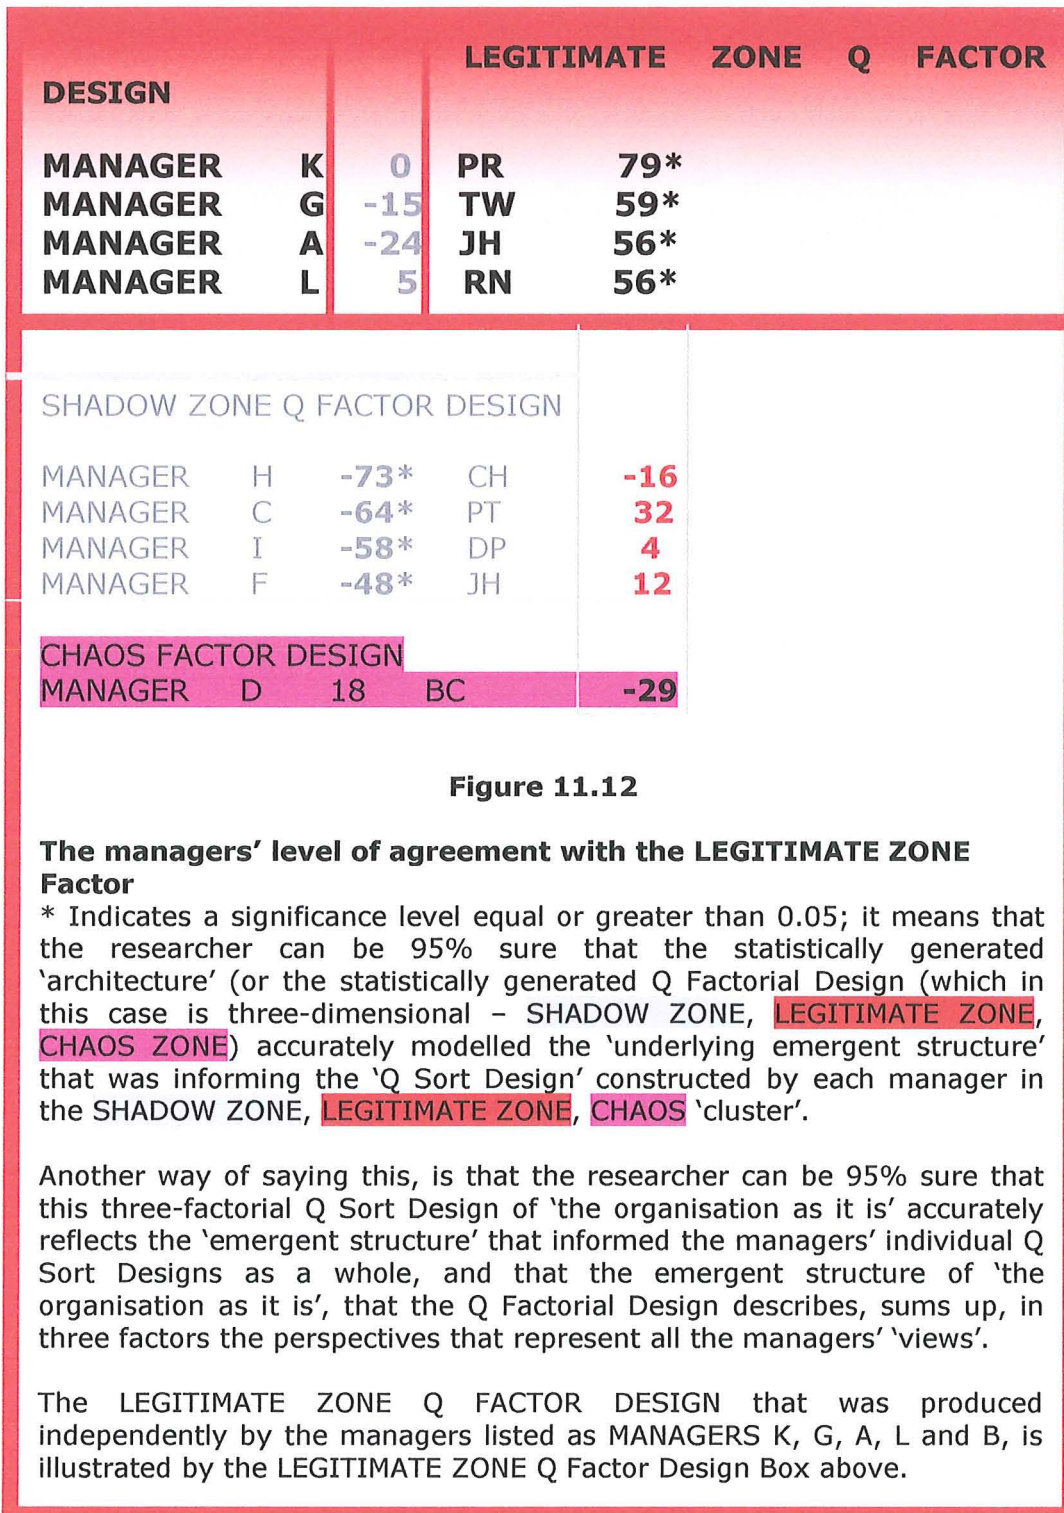 LEGITIMATE ZONE Q FACTOR
DESIGN
MANAGER K 0 PR 79*
MANAGER G -15 TW 59*
MANAGER A -24 JH 56*
MANAGER L 5 RN 56*
SHADOW ZONE Q FACTOR DESIGN
MANAGER H -73* CH -16
MANAGER C -64* PT 32
MANAGER I -58* DP 4
MANAGER F -48* JH 12
CHAOS FACTOR DESIGN
MANAGER D 18 BC -29
Figure 11.12
The managers' level of agreement with the LEGITIMATE ZONE
Factor
* Indicates a significance level equal or greater than 0.05; it means that
the researcher can be 95% sure that the statistically generated
‘architecture’ (or the statistically generated Q Factorial Design (which in
this case is three-dimensional – SHADOW ZONE, LEGITIMATE ZONE,
CHAOS ZONE) accurately modelled the ‘underlying emergent structure’
that was informing the ‘Q Sort Design’ constructed by each manager in
the SHADOW ZONE, LEGITIMATE ZONE, CHAOS ‘cluster’.
Another way of saying this, is that the researcher can be 95% sure that
this three-factorial Q Sort Design of ‘the organisation as it is’ accurately
reflects the ‘emergent structure’ that informed the managers’ individual Q
Sort Designs as a whole, and that the emergent structure of ‘the
organisation as it is’, that the Q Factorial Design describes, sums up, in
three factors the perspectives that represent all the managers’ ‘views’.
The LEGITIMATE ZONE Q FACTOR DESIGN that was produced
independently by the managers listed as MANAGERS K, G, A, L and B, is
illustrated by the LEGITIMATE ZONE Q Factor Design Box above.